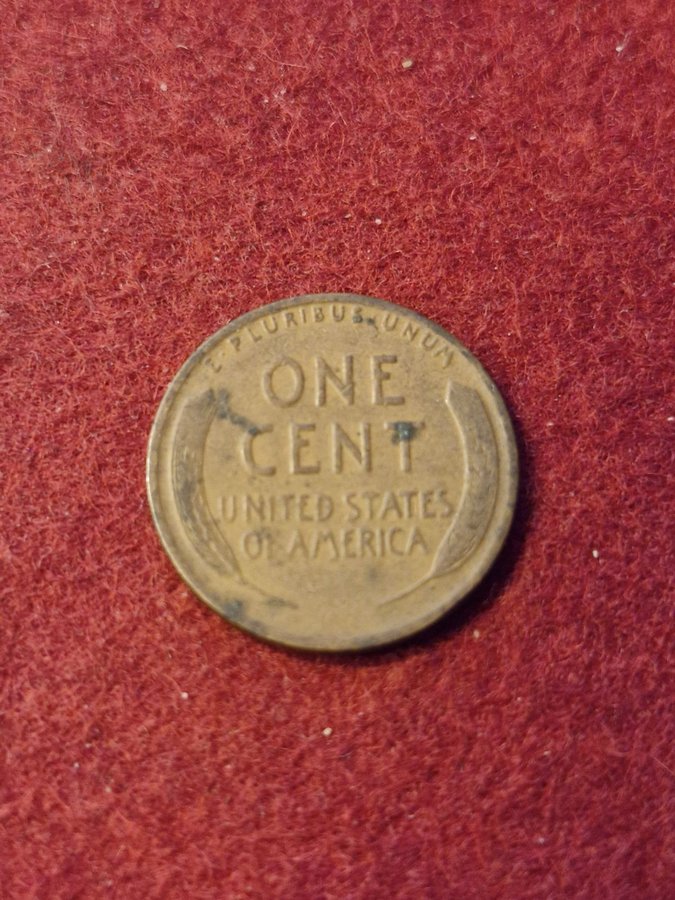 E·PLURIBUS·UNUM
ONE
CENT
UNITED STATES
OF AMERICA